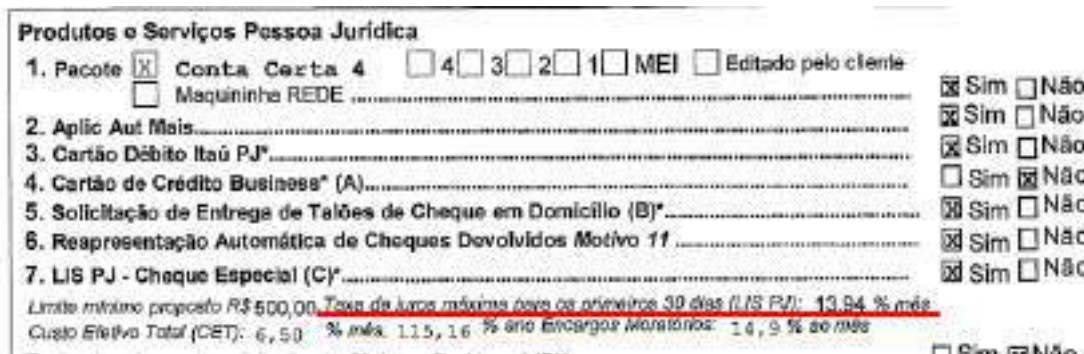 Produtos e Serviços Pessoa Jurídica
1. Pacote [X] Conta Certa 4 □ 4 □ 3 □ 2 □ 1 □ MEI □ Editado pelo cliente
□ Maquininha REDE ........ [X] Sim □ Não
2. Aplic Aut Mais........ [X] Sim □ Não
3. Cartão Débito Itaú PJ*........ [X] Sim □ Não
4. Cartão de Crédito Business* (A)........ □ Sim [X] Não
5. Solicitação de Entrega de Talões de Cheque em Domicílio (B)*........ [X] Sim □ Não
6. Reapresentação Automática de Cheques Devolvidos Motivo 11 ........ [X] Sim □ Não
7. LIS PJ - Cheque Especial (C)*........ [X] Sim □ Não
Limite mínimo proposto R$ 500,00. Taxa de juros máxima para os primeiros 30 dias (LIS PJ): 13.94 % mês
Custo Efetivo Total (CET): 6,50 % mês. 115,16 % ano Encargos Moratórios: 14,9 % ao mês
□ Sim [X] Não